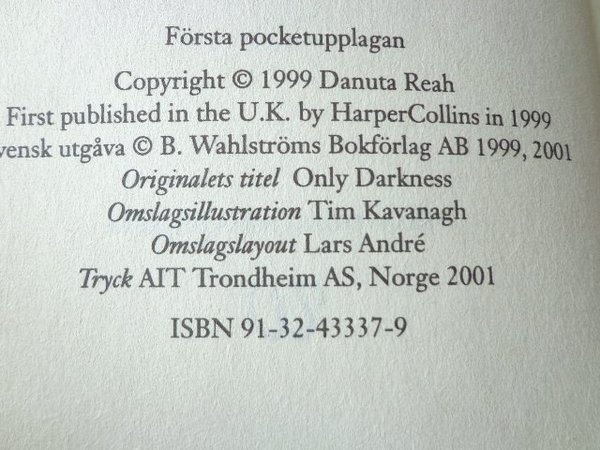 Första pocketupplagan
Copyright © 1999 Danuta Reah
First published in the U.K. by HarperCollins in 1999
vensk utgåva © B. Wahlströms Bokförlag AB 1999, 2001
Originalets titel Only Darkness
Omslagsillustration Tim Kavanagh
Omslagslayout Lars André
Tryck AIT Trondheim AS, Norge 2001
ISBN 91-32-43337-9